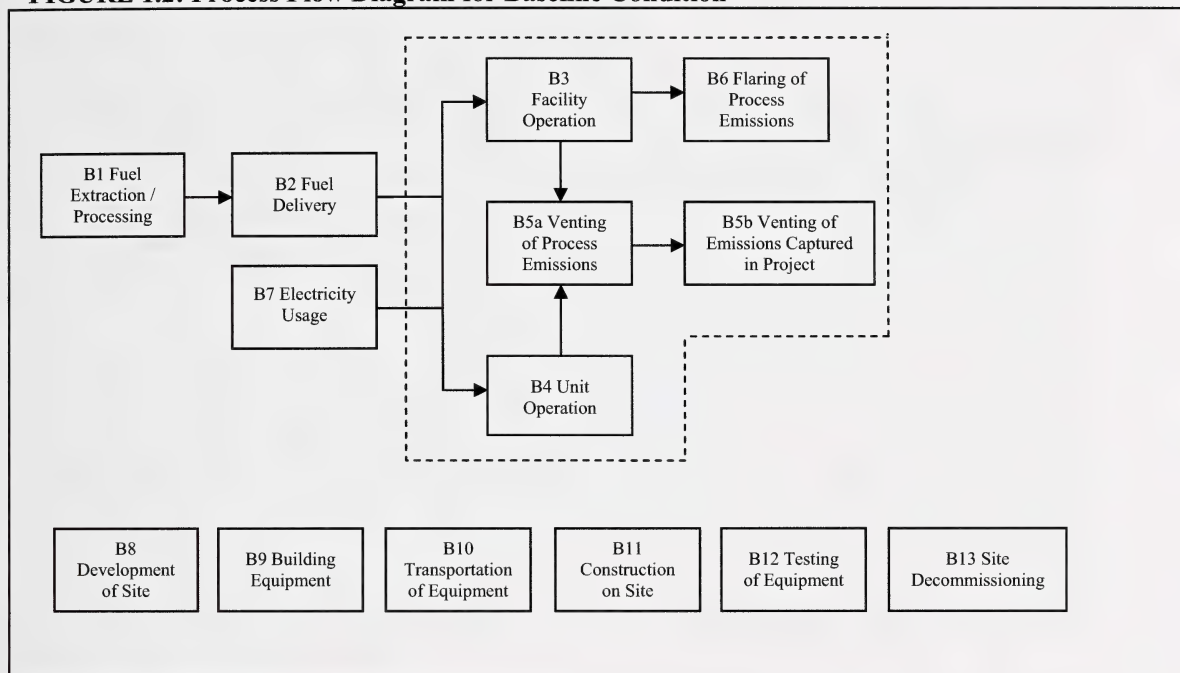 FIGURE 1.2: Process Flow Diagram for Baseline Condition
B3
Facility
Operation
B6 Flaring of
Process
Emissions
B1 Fuel
Extraction /
Processing
B2 Fuel
Delivery
B5a Venting
of Process
Emissions
B5b Venting of
Emissions Captured
in Project
B7 Electricity
Usage
B4 Unit
Operation
B8
Development
of Site
B9 Building
Equipment
B10
Transportation
of Equipment
B11
Construction
on Site
B12 Testing
of Equipment
B13 Site
Decommissioning